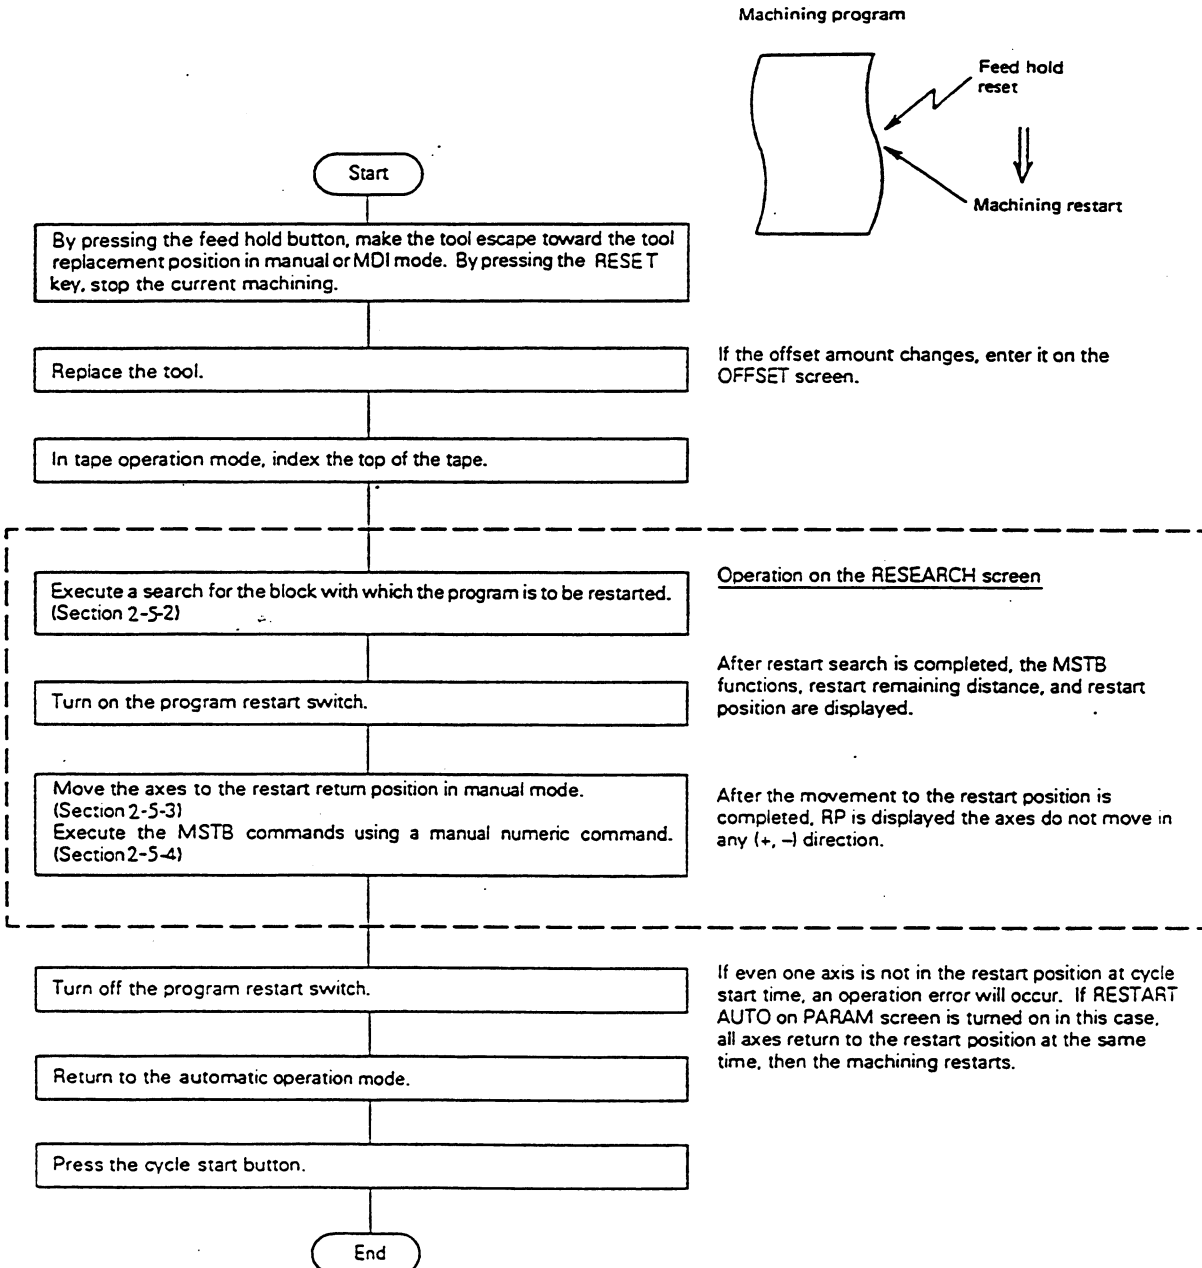 Machining program
Feed hold
reset
Machining restart
Start
By pressing the feed hold button, make the tool escape toward the tool
replacement position in manual or MDI mode. By pressing the RESET
key, stop the current machining.
Replace the tool.
If the offset amount changes, enter it on the
OFFSET screen.
In tape operation mode, index the top of the tape.
Execute a search for the block with which the program is to be restarted.
(Section 2-5-2)
Operation on the RESEARCH screen
Turn on the program restart switch.
After restart search is completed, the MSTB
functions, restart remaining distance, and restart
position are displayed.
Move the axes to the restart return position in manual mode.
(Section 2-5-3)
Execute the MSTB commands using a manual numeric command.
(Section 2-5-4)
After the movement to the restart position is
completed, RP is displayed the axes do not move in
any (+, –) direction.
Turn off the program restart switch.
If even one axis is not in the restart position at cycle
start time, an operation error will occur. If RESTART
AUTO on PARAM screen is turned on in this case,
all axes return to the restart position at the same
time, then the machining restarts.
Return to the automatic operation mode.
Press the cycle start button.
End